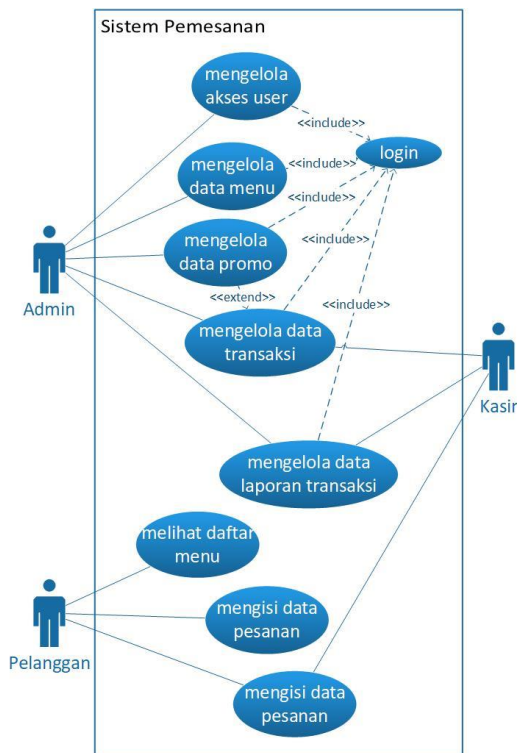 Sistem Pemesanan
mengelola
akses user
<<include>>
login
mengelola
data menu
<<include>>
<<include>>
mengelola
data promo
<<include>>
<<extend>>
<<include>>
mengelola data
transaksi
Admin
Kasir
mengelola data
laporan transaksi
melihat daftar
menu
mengisi data
pesanan
Pelanggan
mengisi data
pesanan